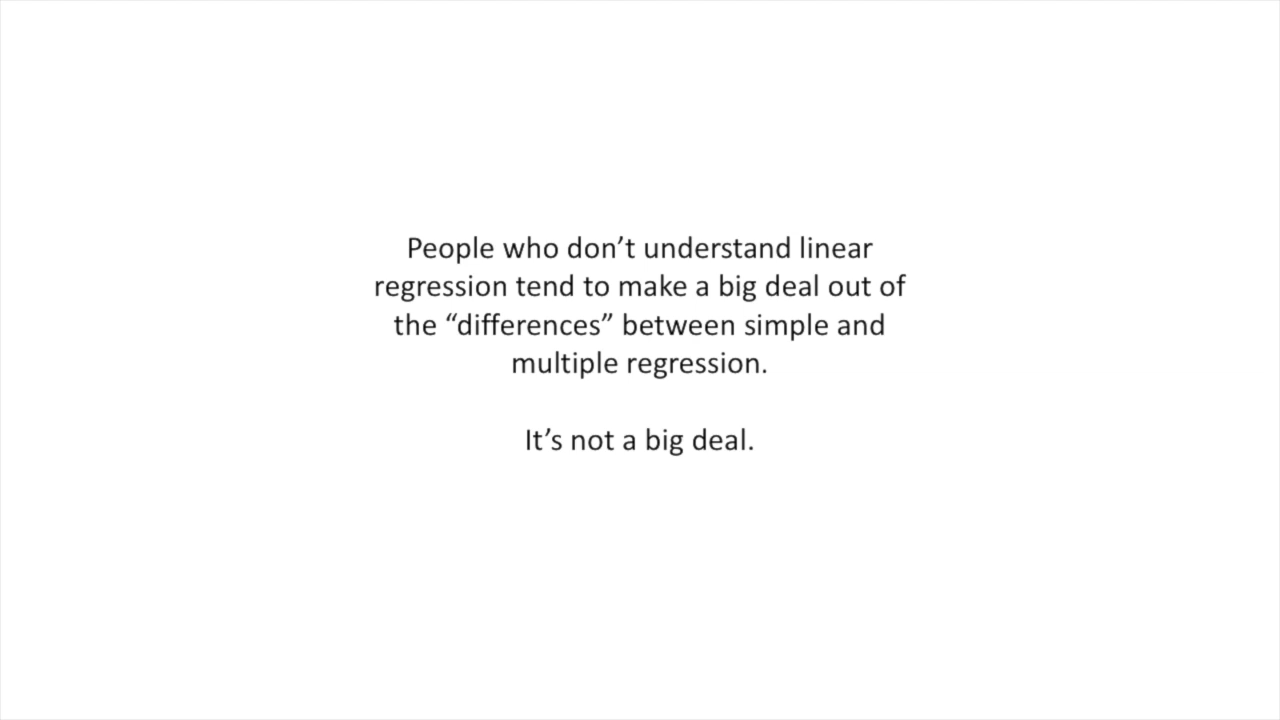 People who don’t understand linear
regression tend to make a big deal out of
the “differences” between simple and
multiple regression.
It’s not a big deal.